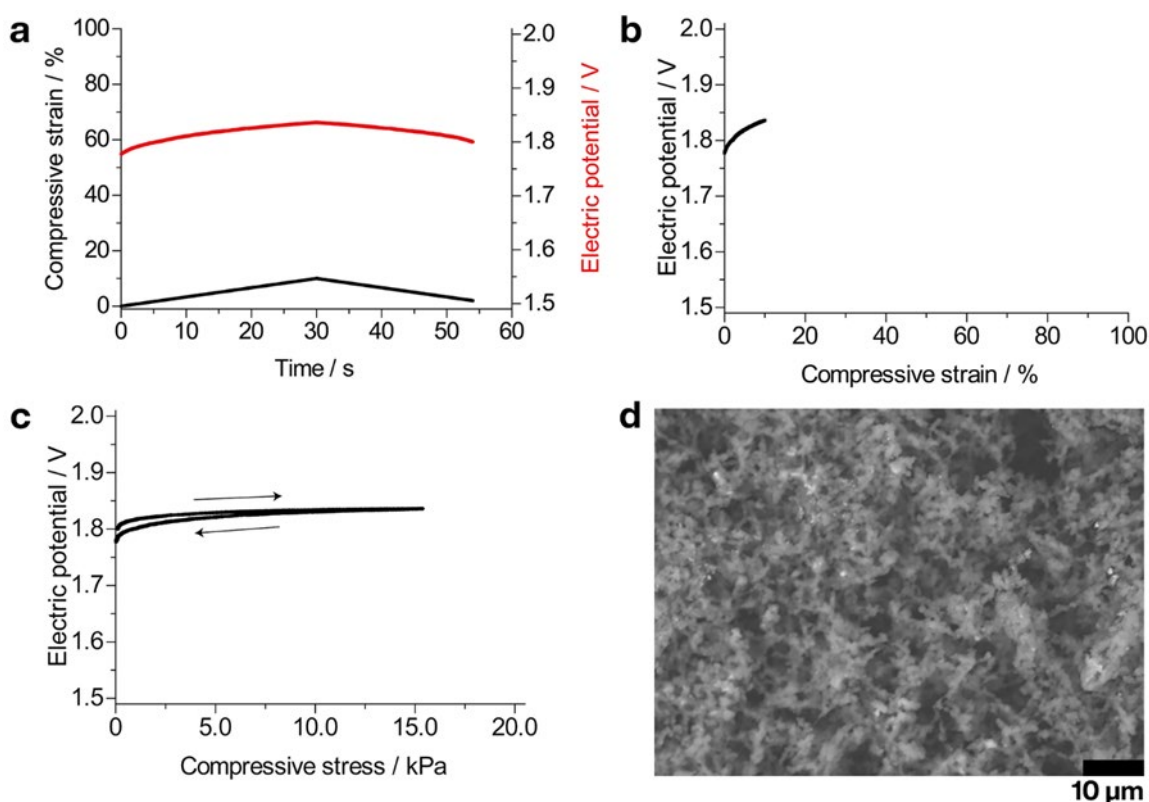 a
100
80
60
40
20
0
Compressive strain / %
2.0
1.9
1.8
1.7
1.6
1.5
Electric potential / V
0 10 20 30 40 50 60
Time / s
b
2.0
1.9
1.8
1.7
1.6
1.5
Electric potential / V
0 20 40 60 80 100
Compressive strain / %
c
2.0
1.9
1.8
1.7
1.6
1.5
Electric potential / V
0 5.0 10.0 15.0 20.0
Compressive stress / kPa
d
10 µm